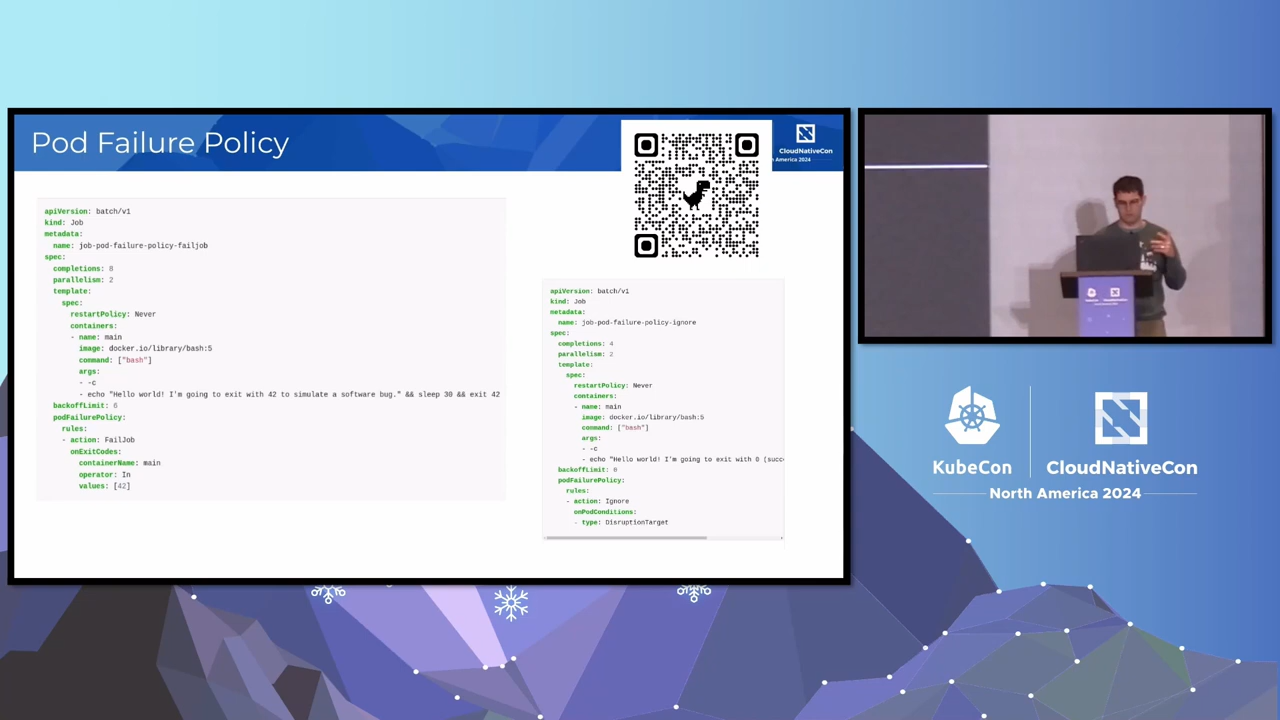 Pod Failure Policy
CloudNativeCon
America 2024
apiVersion: batch/v1
kind: Job
metadata:
name: job-pod-failure-policy-failjob
spec:
completions: 8
parallelism: 2
template:
spec:
restartPolicy: Never
containers:
- name: main
image: docker.io/library/bash:5
command: ["bash"]
args:
- -c
- echo "Hello world! I'm going to exit with 42 to simulate a software bug." && sleep 30 && exit 42
backoffLimit: 6
podFailurePolicy:
rules:
- action: FailJob
onExitCodes:
containerName: main
operator: In
values: [42]
apiVersion: batch/v1
kind: Job
metadata:
name: job-pod-failure-policy-ignore
spec:
completions: 4
parallelism: 2
template:
spec:
restartPolicy: Never
containers:
- name: main
image: docker.io/library/bash:5
command: ["bash"]
args:
- -c
- echo "Hello world! I'm going to exit with 0 (succ
backoffLimit: 0
podFailurePolicy:
rules:
- action: Ignore
onPodConditions:
- type: DisruptionTarget
KubeCon
CloudNativeCon
North America 2024